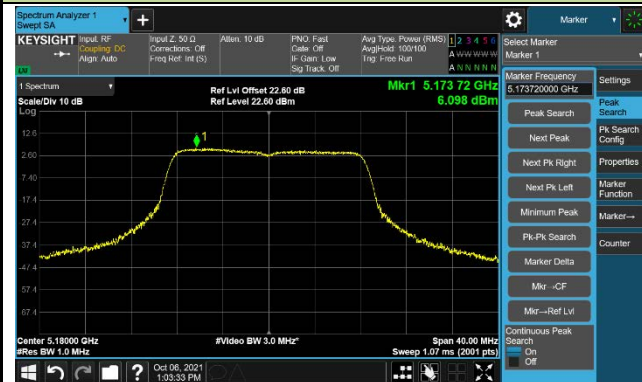 Spectrum Analyzer 1
Swept SA
+
Marker
KEYSIGHT
Input: RF
Coupling: DC
Align: Auto
Input Z: 50 Ω
Corrections: Off
Freq Ref: Int (S)
Atten: 10 dB
PNO: Fast
Gate: Off
IF Gain: Low
Sig Track: Off
Avg Type: Power (RMS)
Avg|Hold: 100/100
Trig: Free Run
1 2 3 4 5 6
A W W W W W
A N N N N N
LM
Select Marker
Marker 1
1 Spectrum
Scale/Div 10 dB
Log
Ref Lvl Offset 22.60 dB
Ref Level 22.60 dBm
Mkr1 5.173 72 GHz
6.098 dBm
12.6
2.60
-7.40
-17.4
-27.4
-37.4
-47.4
-57.4
-67.4
1
Center 5.18000 GHz
#Res BW 1.0 MHz
#Video BW 3.0 MHz*
Span 40.00 MHz
Sweep 1.07 ms (2001 pts)
Marker Frequency
5.173720000 GHz
Peak Search
Next Peak
Next Pk Right
Next Pk Left
Minimum Peak
Pk-Pk Search
Marker Delta
Mkr→CF
Mkr→Ref Lvl
Continuous Peak
Search
On
Off
Settings
Peak
Search
Pk Search
Config
Properties
Marker
Function
Marker→
Counter
?
Oct 06, 2021
1:03:33 PM